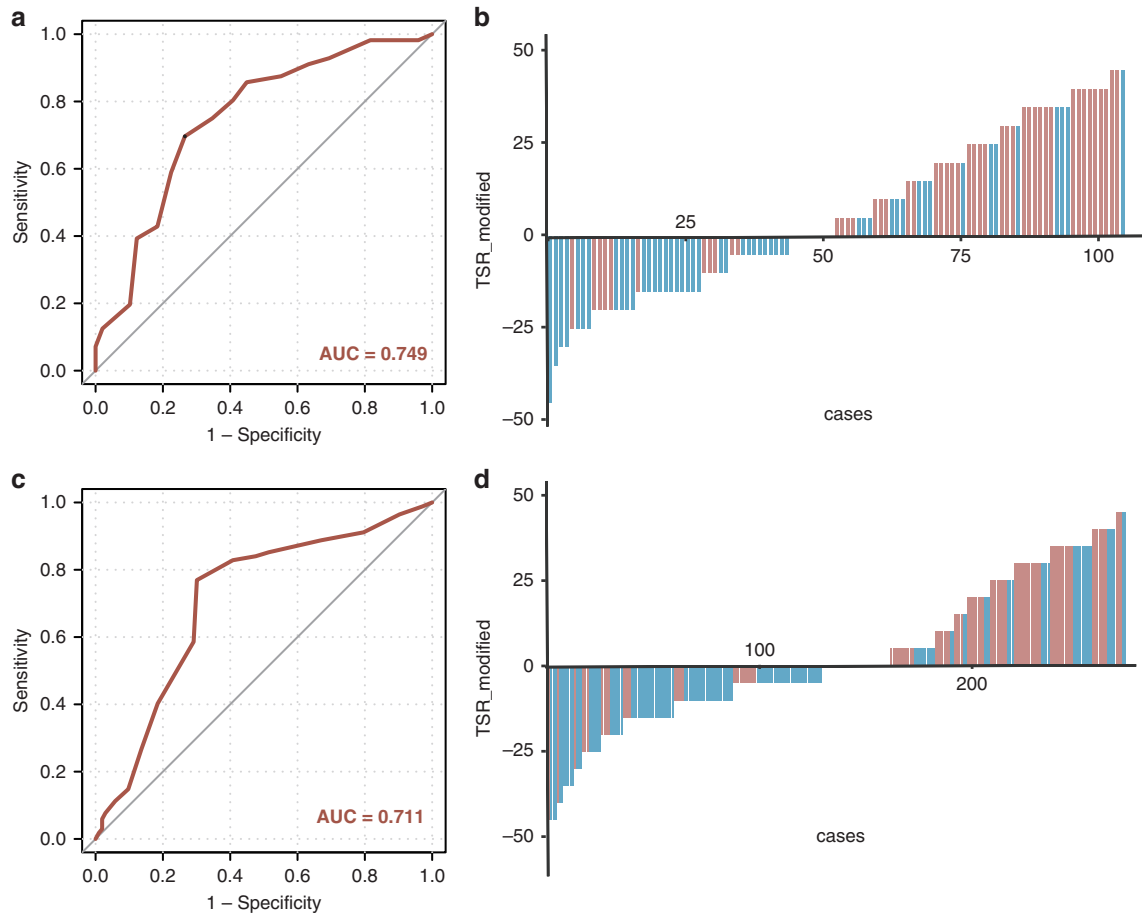 a
1.0
0.8
0.6
0.4
0.2
0.0
Sensitivity
AUC = 0.749
0.0 0.2 0.4 0.6 0.8 1.0
1 – Specificity
b
50
25
0
–25
–50
TSR_modified
25
50 75 100
cases
c
1.0
0.8
0.6
0.4
0.2
0.0
Sensitivity
AUC = 0.711
0.0 0.2 0.4 0.6 0.8 1.0
1 – Specificity
d
50
25
0
–25
–50
TSR_modified
100
200
cases